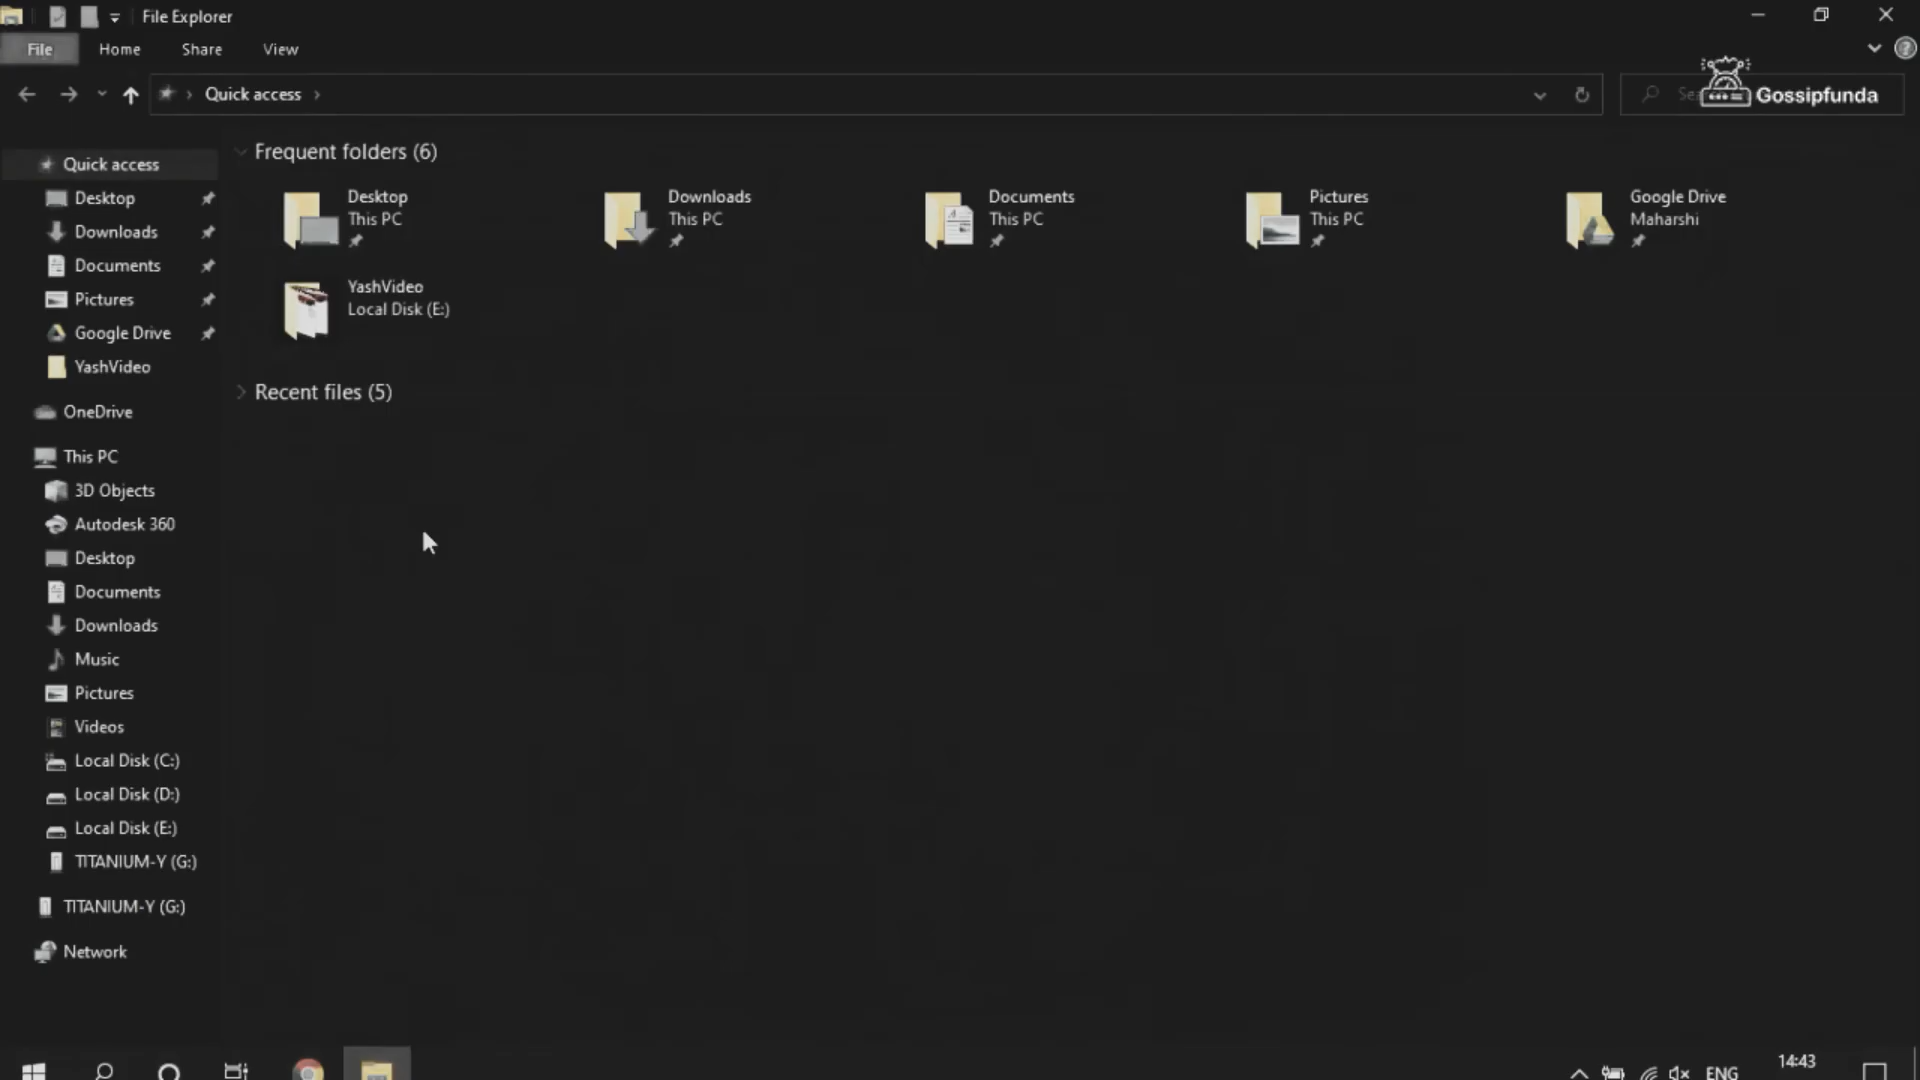 File Explorer
File Home Share View
Quick access
Gossipfunda
Quick access
Desktop
Downloads
Documents
Pictures
Google Drive
YashVideo
OneDrive
This PC
3D Objects
Autodesk 360
Desktop
Documents
Downloads
Music
Pictures
Videos
Local Disk (C:)
Local Disk (D:)
Local Disk (E:)
TITANIUM-Y (G:)
TITANIUM-Y (G:)
Network
Frequent folders (6)
Desktop
This PC
Downloads
This PC
Documents
This PC
Pictures
This PC
Google Drive
Maharshi
YashVideo
Local Disk (E:)
Recent files (5)
ENG
14:43